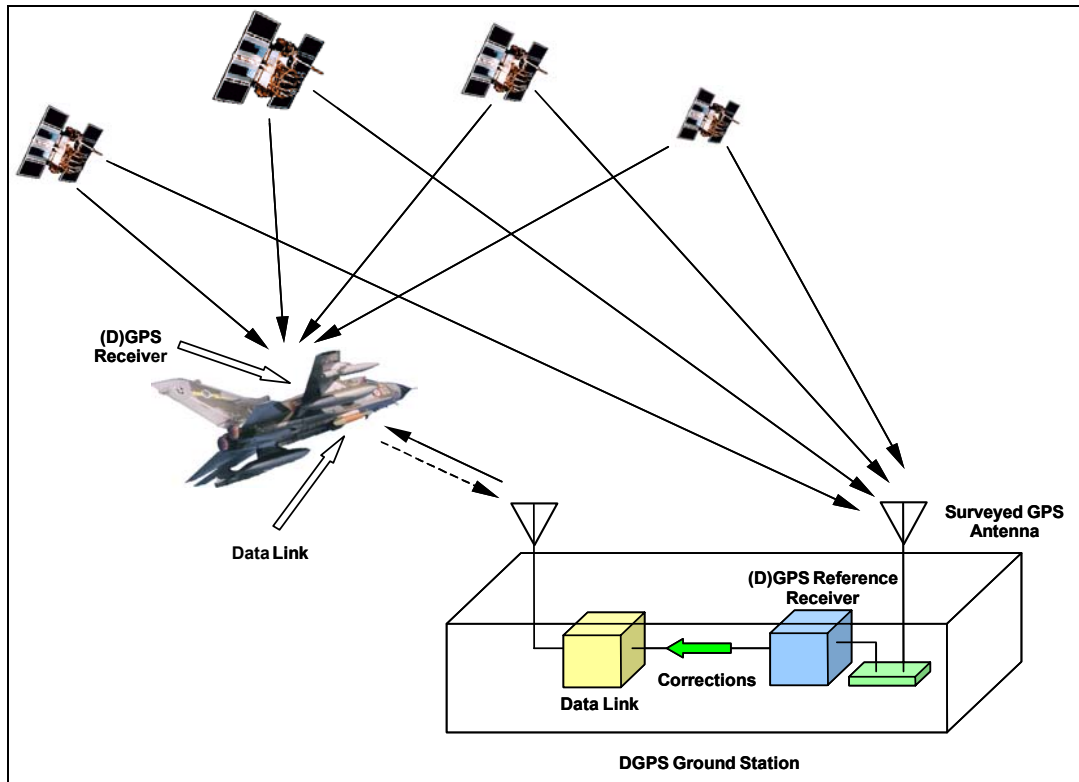 (D)GPS
Receiver
Data Link
Surveyed GPS
Antenna
(D)GPS Reference
Receiver
Corrections
Data Link
DGPS Ground Station